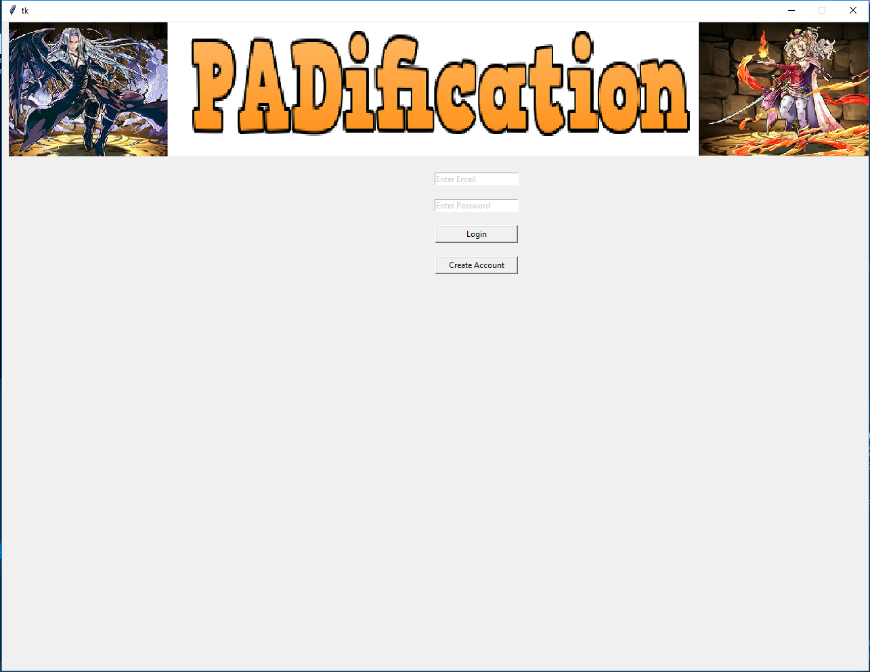 tk
PADification
Enter Email
Enter Password
Login
Create Account